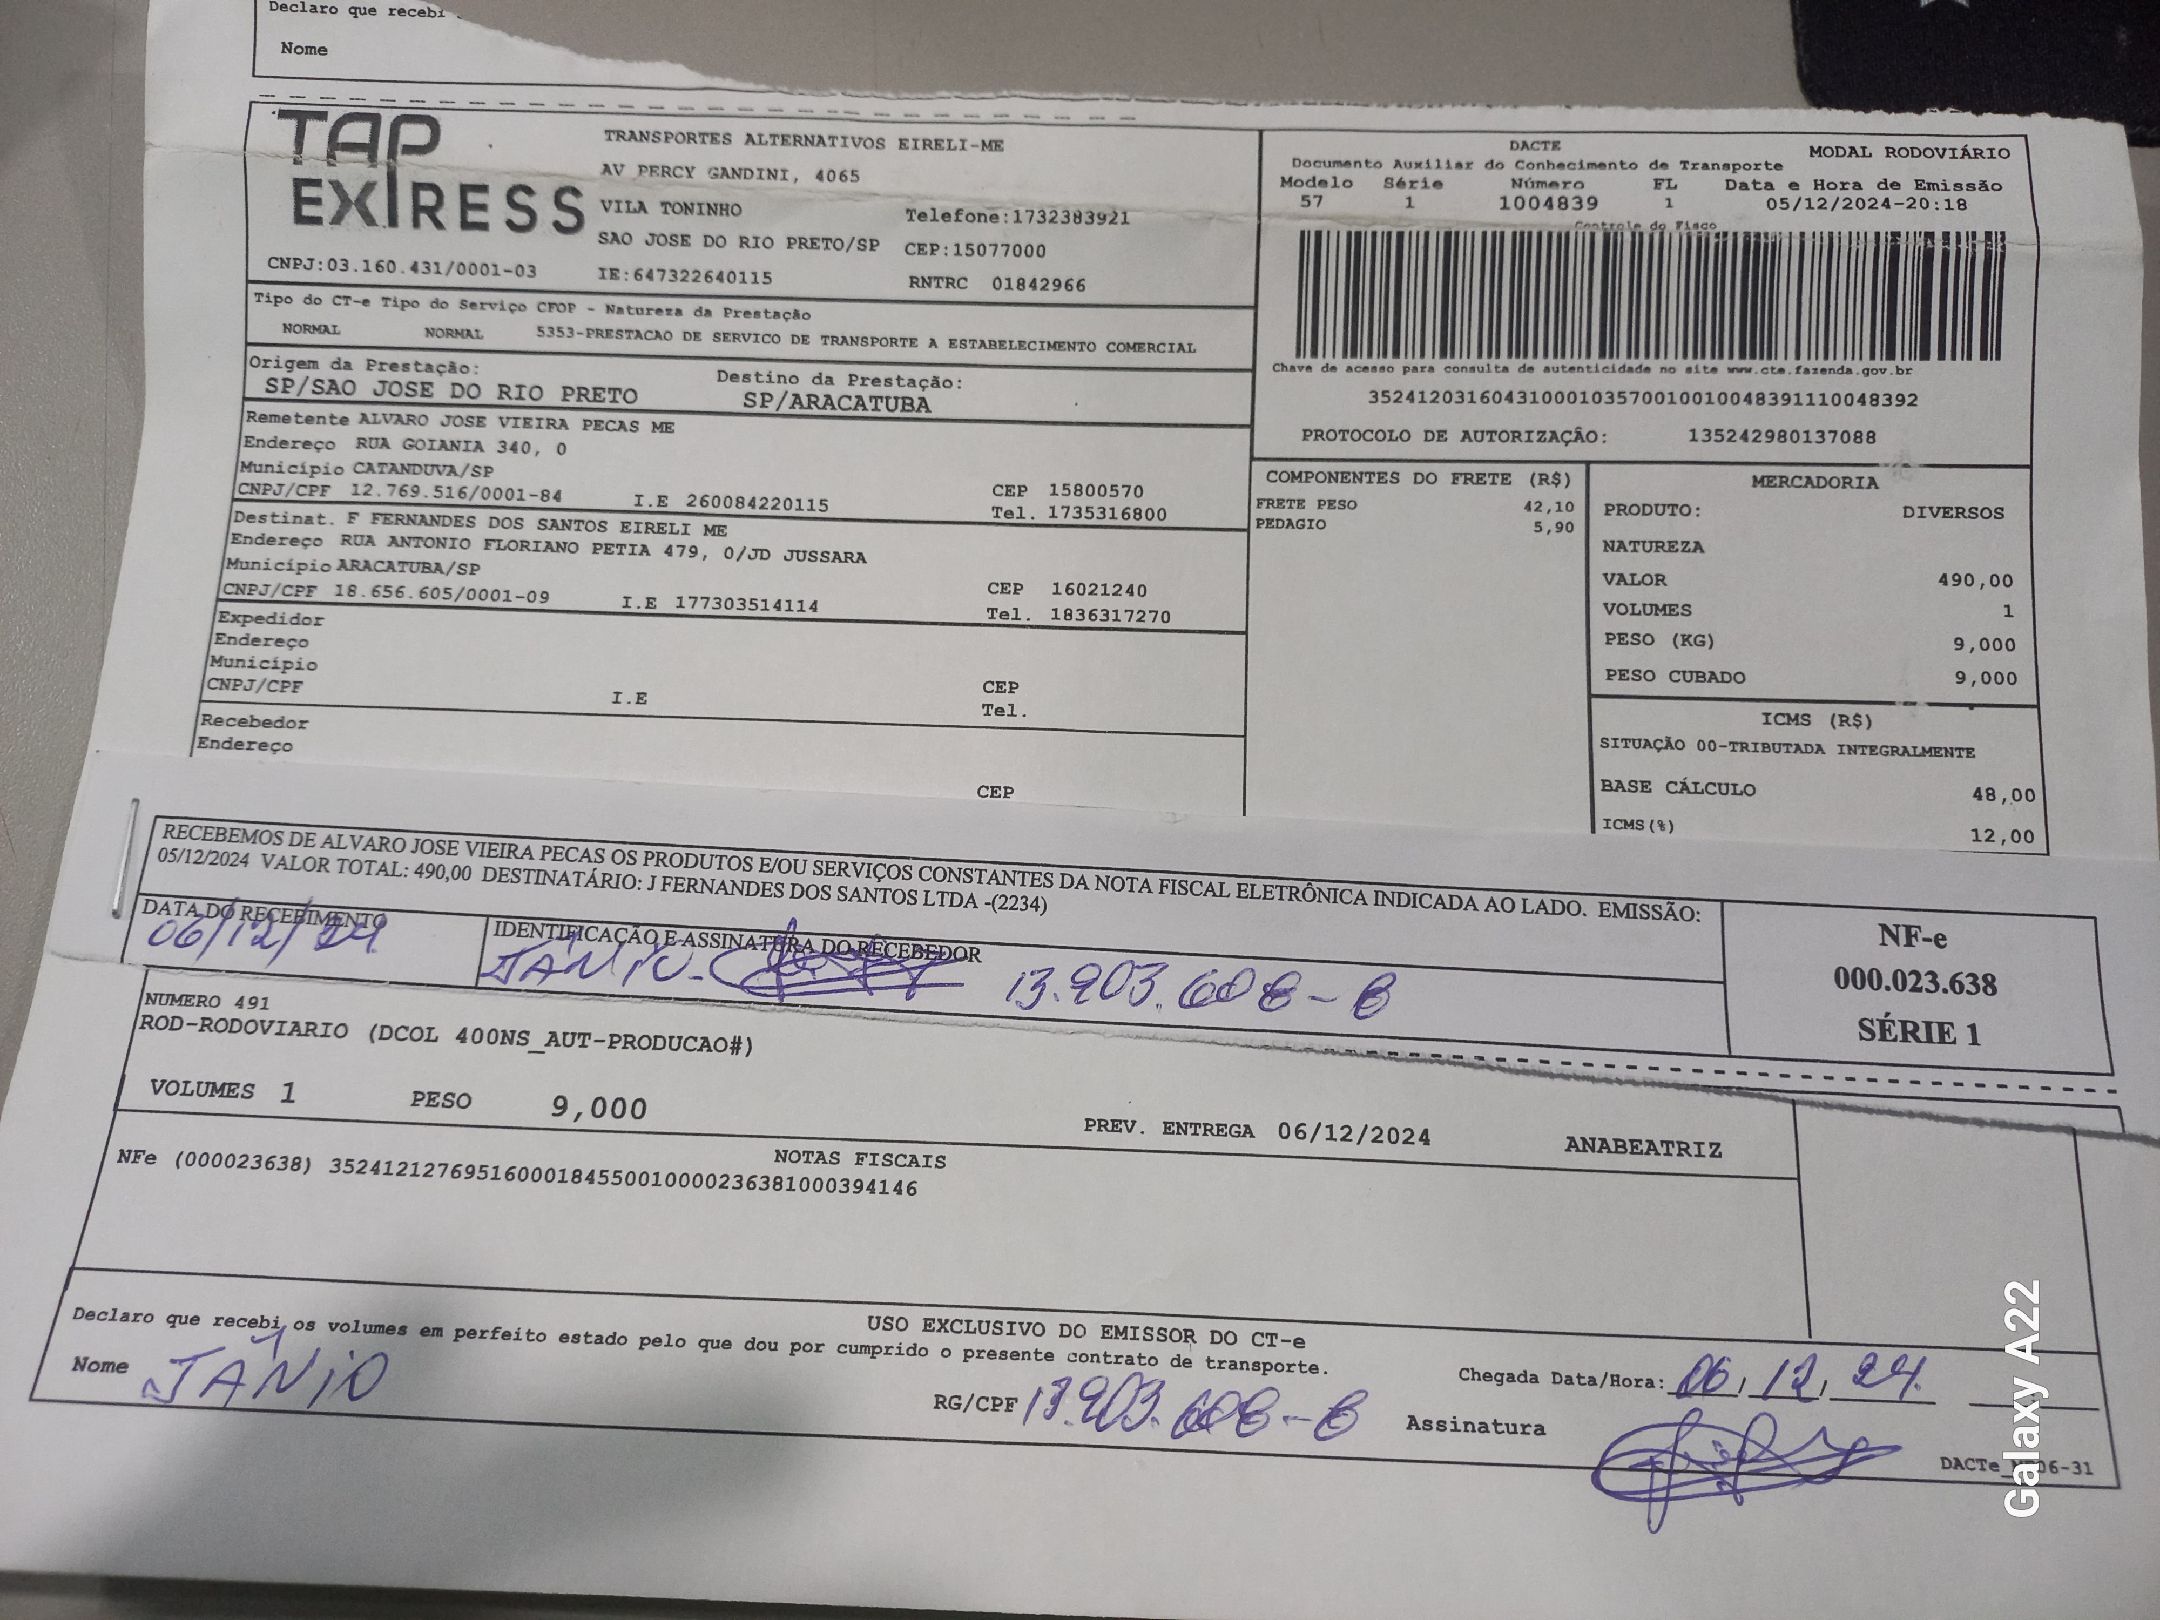 Declaro que recebi
Nome
TAP EXPRESS
TRANSPORTES ALTERNATIVOS EIRELI-ME
AV PERCY GANDINI, 4065
VILA TONINHO Telefone:1732383921
SAO JOSE DO RIO PRETO/SP CEP:15077000
CNPJ:03.160.431/0001-03 IE:647322640115 RNTRC 01842966
DACTE MODAL RODOVIÁRIO
Documento Auxiliar do Conhecimento de Transporte
Modelo Série Número FL Data e Hora de Emissão
57 1 1004839 1 05/12/2024-20:18
Controle do Fisco
Chave de acesso para consulta de autenticidade no site www.cte.fazenda.gov.br
35241203160431000103570010010048391110048392
PROTOCOLO DE AUTORIZAÇÃO: 135242980137088
Tipo do CT-e Tipo do Serviço CFOP - Natureza da Prestação
NORMAL NORMAL 5353-PRESTACAO DE SERVICO DE TRANSPORTE A ESTABELECIMENTO COMERCIAL
Origem da Prestação: Destino da Prestação:
SP/SAO JOSE DO RIO PRETO SP/ARACATUBA
Remetente ALVARO JOSE VIEIRA PECAS ME
Endereço RUA GOIANIA 340, 0
Município CATANDUVA/SP CEP 15800570
CNPJ/CPF 12.769.516/0001-84 I.E 260084220115 Tel. 1735316800
Destinat. F FERNANDES DOS SANTOS EIRELI ME
Endereço RUA ANTONIO FLORIANO PETIA 479, 0/JD JUSSARA
Município ARACATUBA/SP CEP 16021240
CNPJ/CPF 18.656.605/0001-09 I.E 177303514114 Tel. 1836317270
Expedidor
Endereço
Município CEP
CNPJ/CPF I.E Tel.
Recebedor
Endereço
CEP
COMPONENTES DO FRETE (R$)
FRETE PESO 42,10
PEDAGIO 5,90
MERCADORIA
PRODUTO: DIVERSOS
NATUREZA
VALOR 490,00
VOLUMES 1
PESO (KG) 9,000
PESO CUBADO 9,000
ICMS (R$)
SITUAÇÃO 00-TRIBUTADA INTEGRALMENTE
BASE CÁLCULO 48,00
ICMS(%) 12,00
RECEBEMOS DE ALVARO JOSE VIEIRA PECAS OS PRODUTOS E/OU SERVIÇOS CONSTANTES DA NOTA FISCAL ELETRÔNICA INDICADA AO LADO. EMISSÃO:
05/12/2024 VALOR TOTAL: 490,00 DESTINATÁRIO: J FERNANDES DOS SANTOS LTDA -(2234)
DATA DO RECEBIMENTO IDENTIFICAÇÃO E ASSINATURA DO RECEBEDOR
06/12/24 JÂNIO 13.903.608-8
NF-e
000.023.638
SÉRIE 1
NUMERO 491
ROD-RODOVIARIO (DCOL 400NS_AUT-PRODUCAO#)
VOLUMES 1 PESO 9,000 PREV. ENTREGA 06/12/2024 ANABEATRIZ
NOTAS FISCAIS
NFe (000023638) 35241212769516000184550010000236381000394146
USO EXCLUSIVO DO EMISSOR DO CT-e
Declaro que recebi os volumes em perfeito estado pelo que dou por cumprido o presente contrato de transporte.
Nome JÂNIO RG/CPF 13.903.608-8 Chegada Data/Hora: 06,12,24.
Assinatura
Galaxy A22